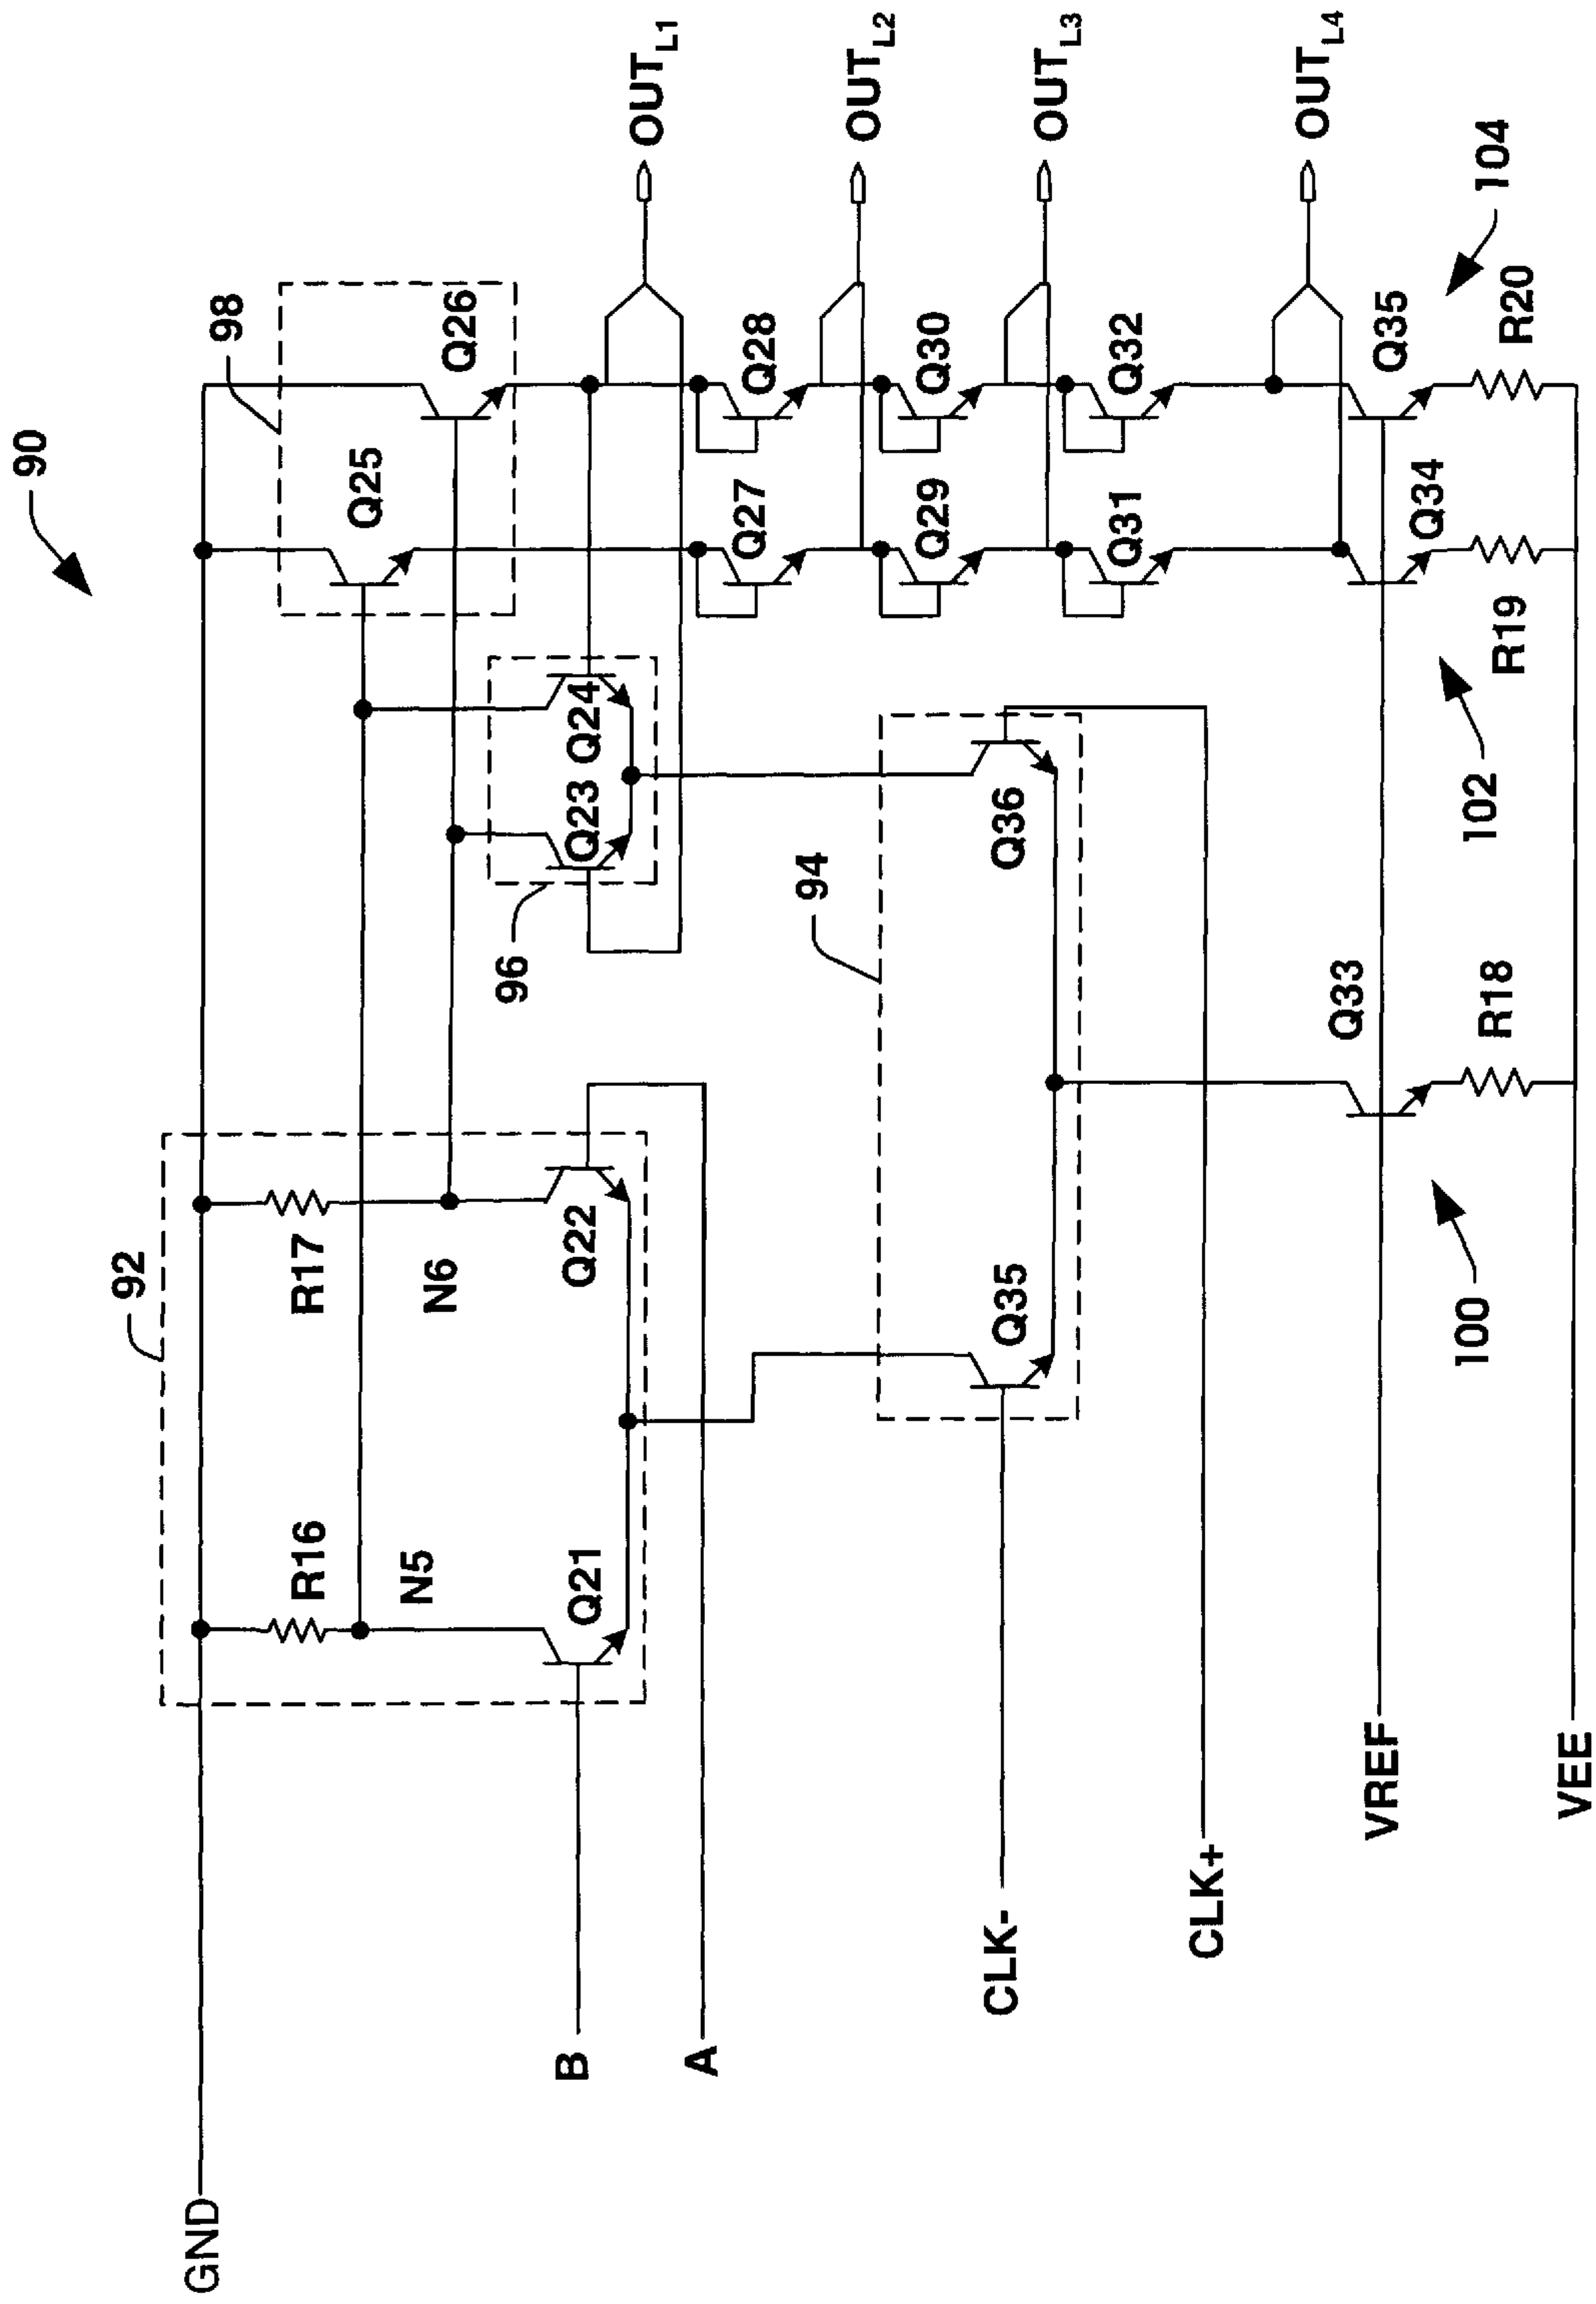 90
92
98
R16
R17
Q25
Q26
OUTL1
N5
N6
Q21
Q22
96
Q23
Q24
B
A
Q27
Q28
OUTL2
94
Q29
Q30
OUTL3
Q35
Q36
CLK-
CLK+
Q31
Q32
OUTL4
Q33
Q34
Q35
VREF
100
102
104
R18
R19
R20
VEE
GND